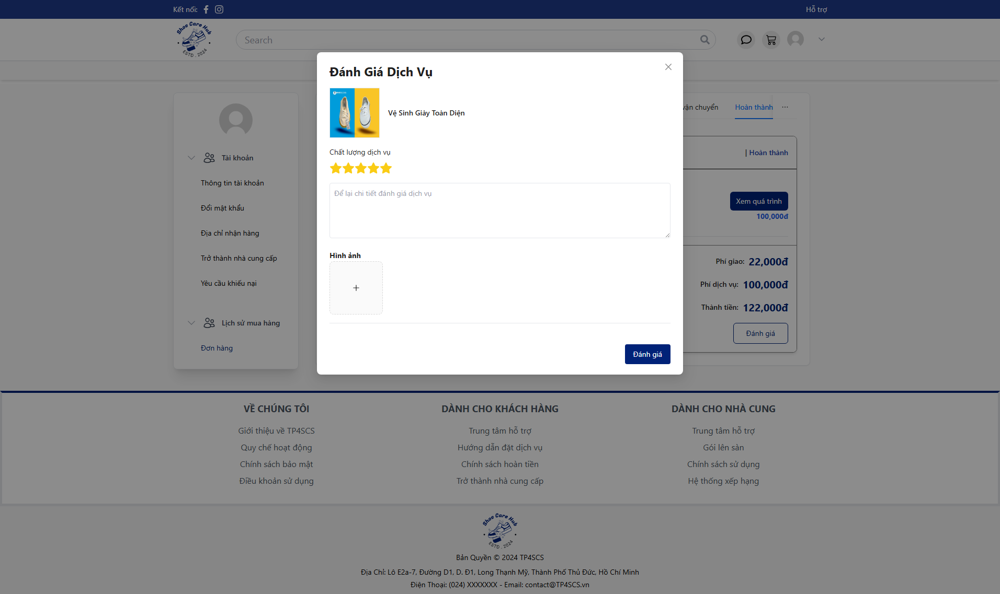 Kết nối:
Hỗ trợ
Shoe Care Hub
ESTD . 2024
Search
Đánh Giá Dịch Vụ
Vệ Sinh Giày Toàn Diện
Chất lượng dịch vụ
Để lại chi tiết đánh giá dịch vụ
Hình ảnh
Đánh giá
Tài khoản
Thông tin tài khoản
Đổi mật khẩu
Địa chỉ nhận hàng
Trở thành nhà cung cấp
Yêu cầu khiếu nại
Lịch sử mua hàng
Đơn hàng
vận chuyển
Hoàn thành
| Hoàn thành
Xem quá trình
100,000đ
Phí giao: 22,000đ
Phí dịch vụ: 100,000đ
Thành tiền: 122,000đ
Đánh giá
VỀ CHÚNG TÔI
Giới thiệu về TP4SCS
Quy chế hoạt động
Chính sách bảo mật
Điều khoản sử dụng
DÀNH CHO KHÁCH HÀNG
Trung tâm hỗ trợ
Hướng dẫn đặt dịch vụ
Chính sách hoàn tiền
Trở thành nhà cung cấp
DÀNH CHO NHÀ CUNG
Trung tâm hỗ trợ
Gói lên sàn
Chính sách sử dụng
Hệ thống xếp hạng
Shoe Care Hub
ESTD . 2024
Bản Quyền © 2024 TP4SCS
Địa Chỉ: Lô E2a-7, Đường D1, D. Đ1, Long Thạnh Mỹ, Thành Phố Thủ Đức, Hồ Chí Minh
Điện Thoại: (024) XXXXXXX - Email: contact@TP4SCS.vn